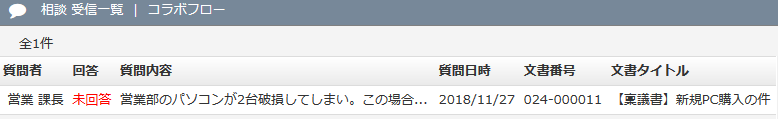 相談 受信一覧 | コラボフロー
全1件
質問者 回答 質問内容 質問日時 文書番号 文書タイトル
営業 課長 未回答 営業部のパソコンが2台破損してしまい。この場合... 2018/11/27 024-000011 【稟議書】新規PC購入の件